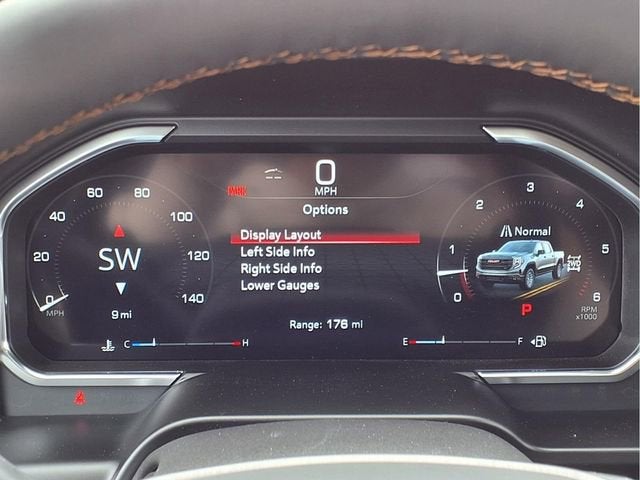 0
MPH
PARK
Options
Display Layout
Left Side Info
Right Side Info
Lower Gauges
Range: 176 mi
0 20 40 60 80 100 120 140
MPH
SW
9 mi
C H
0 1 2 3 4 5 6
Normal
2WD
P
RPM
x1000
E F